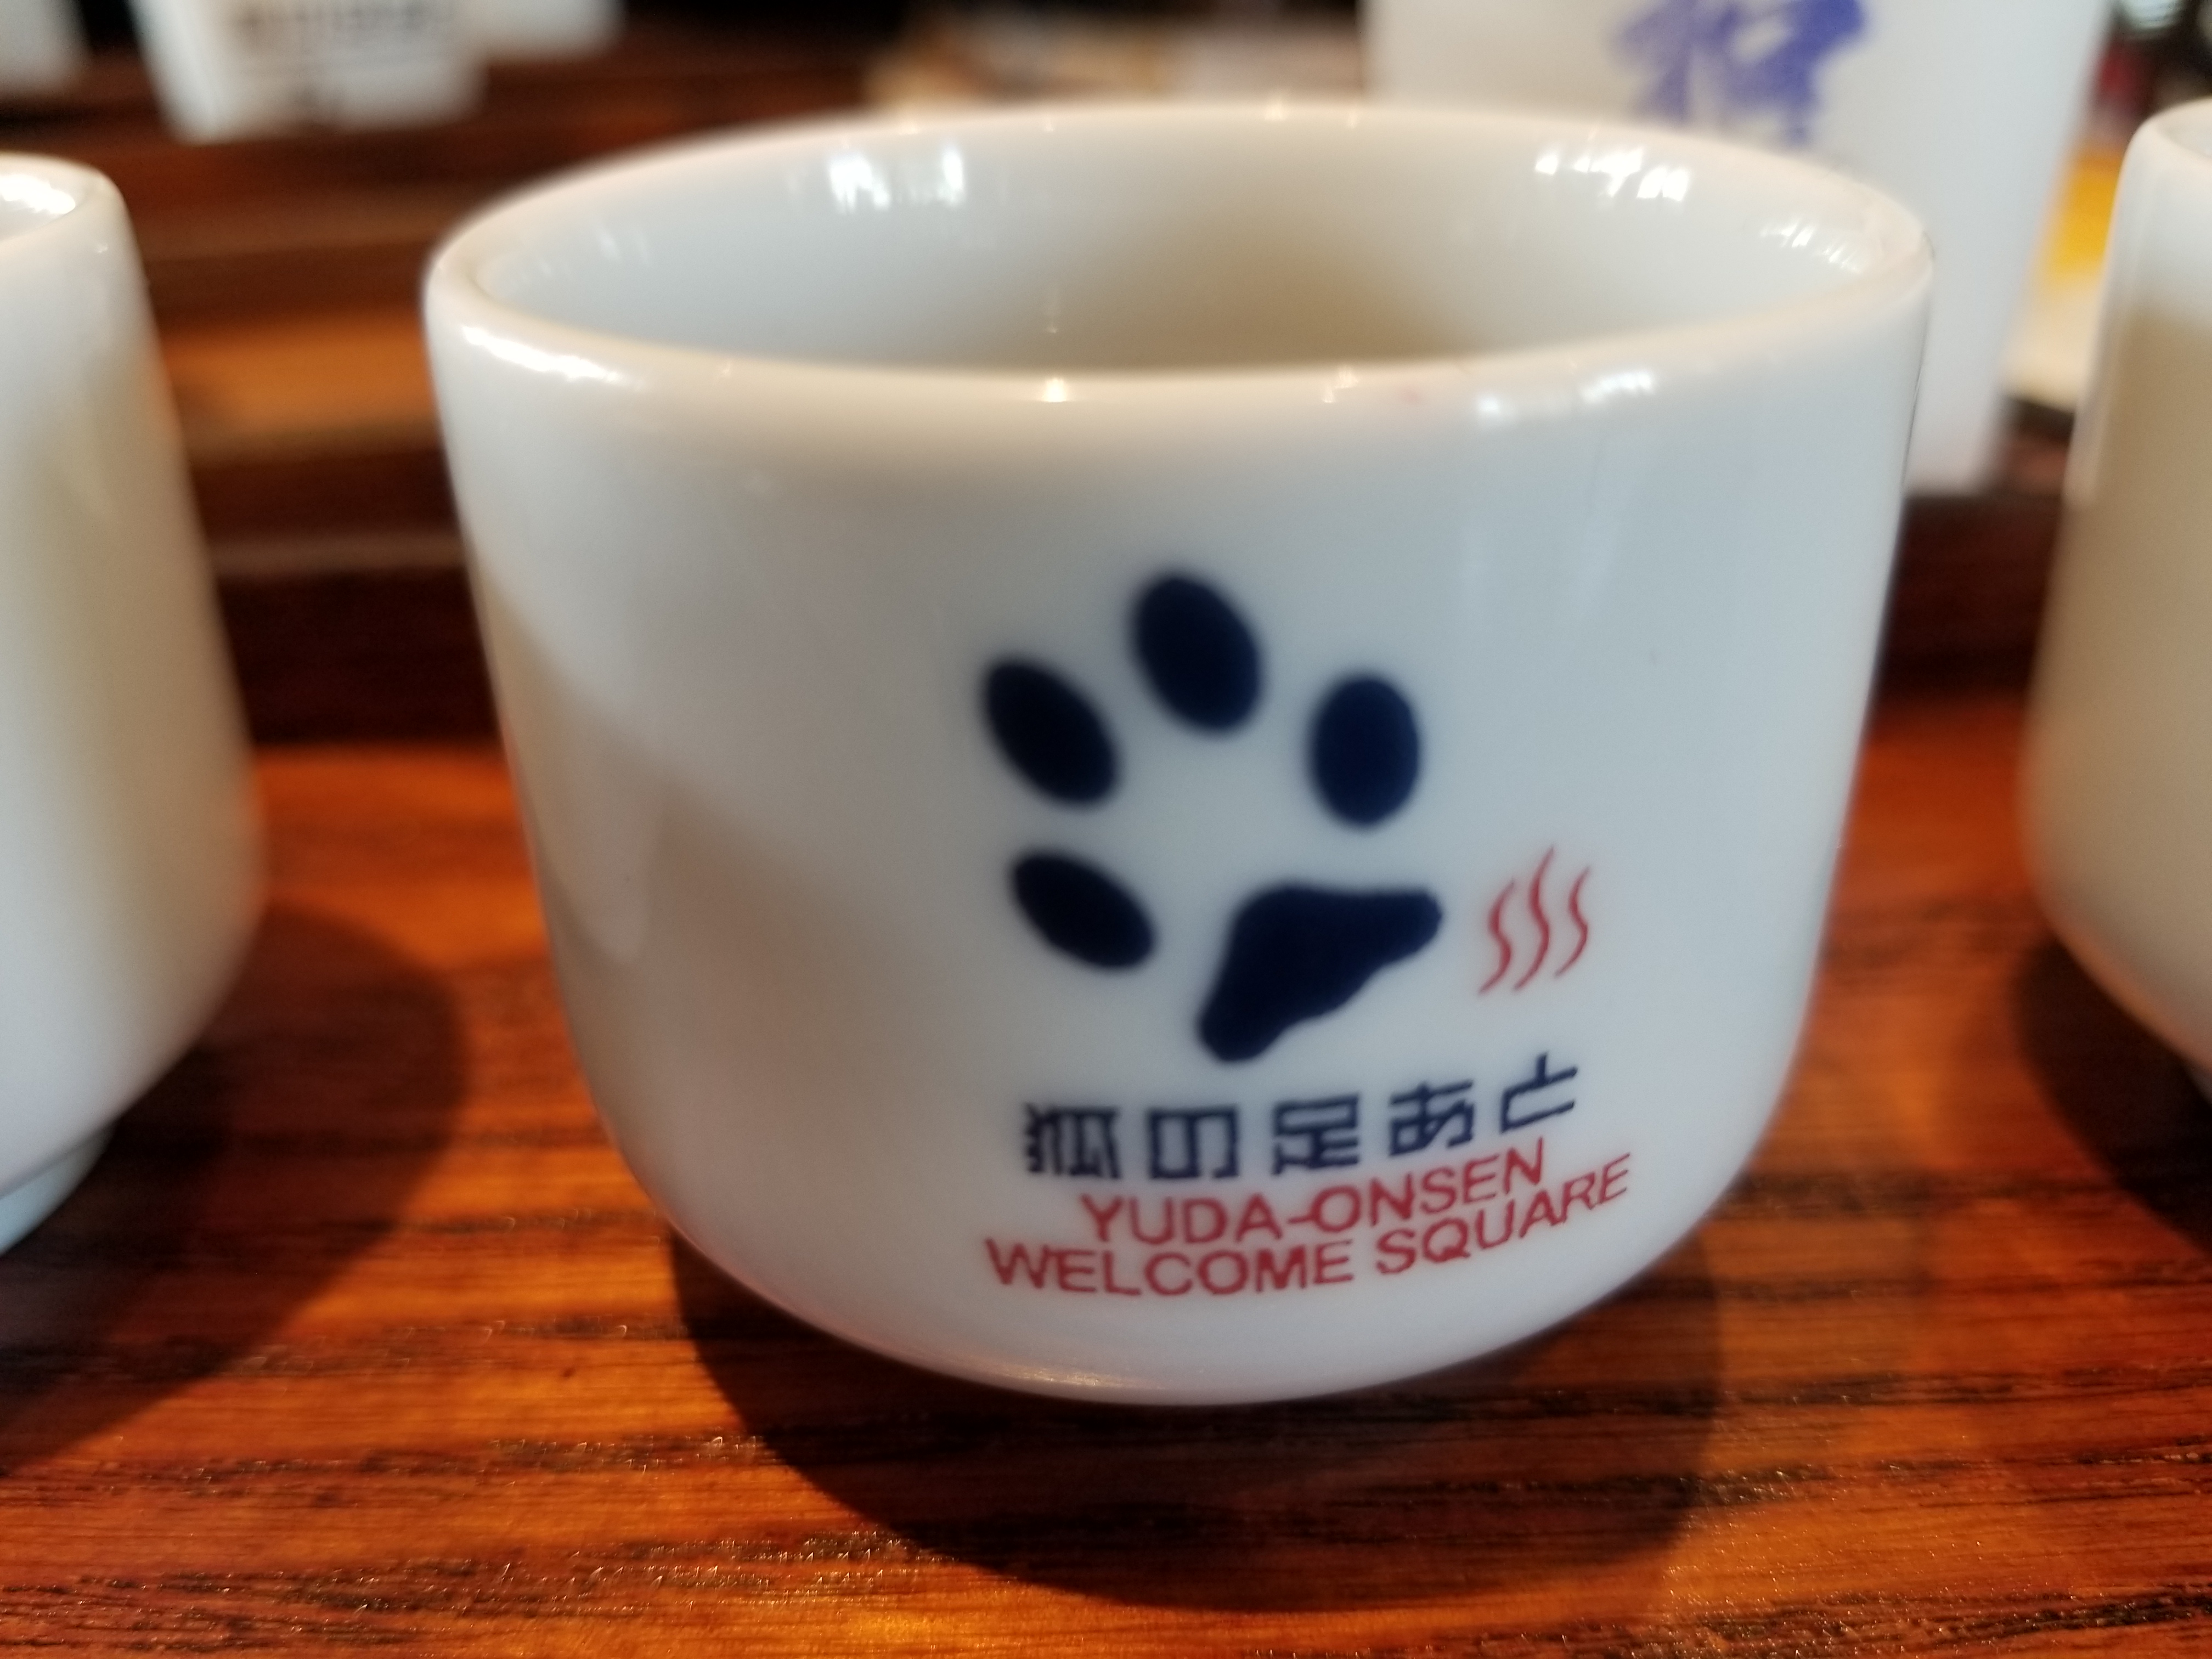 狐の足あと
YUDA-ONSEN
WELCOME SQUARE